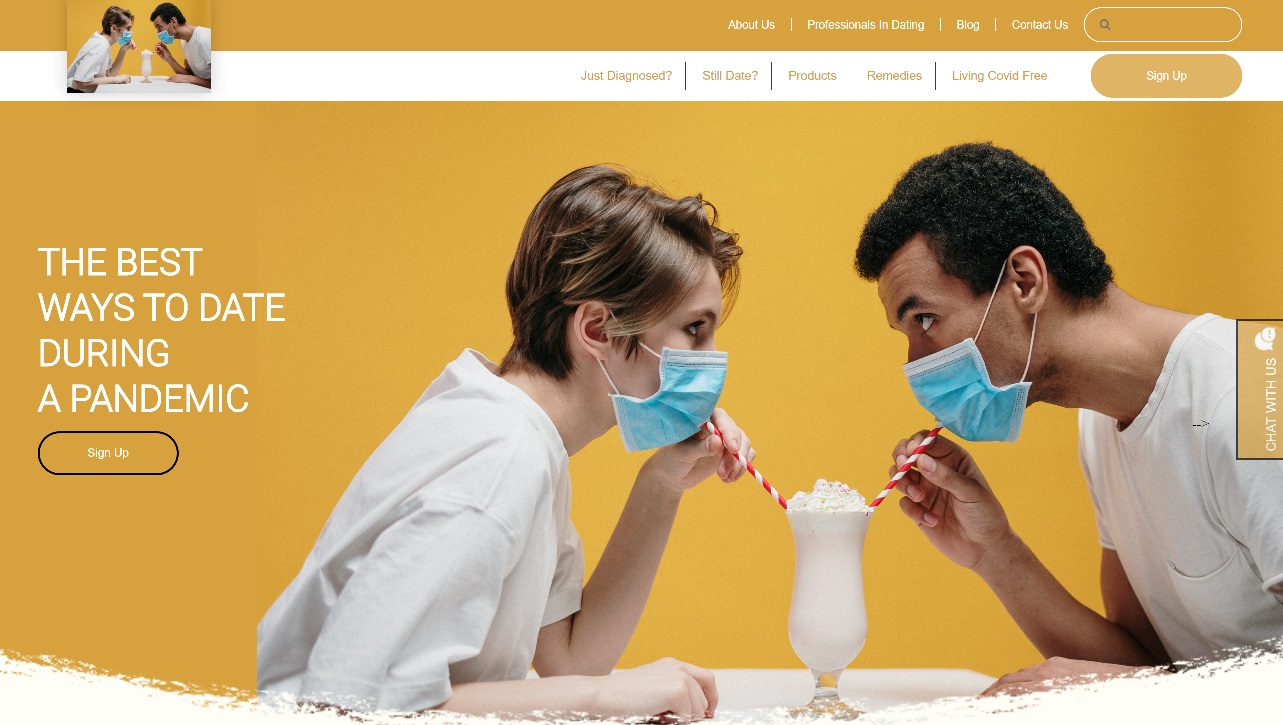 About Us
Professionals In Dating
Blog
Contact Us
Just Diagnosed?
Still Date?
Products
Remedies
Living Covid Free
Sign Up
THE BEST
WAYS TO DATE
DURING
A PANDEMIC
Sign Up
CHAT WITH US
-->